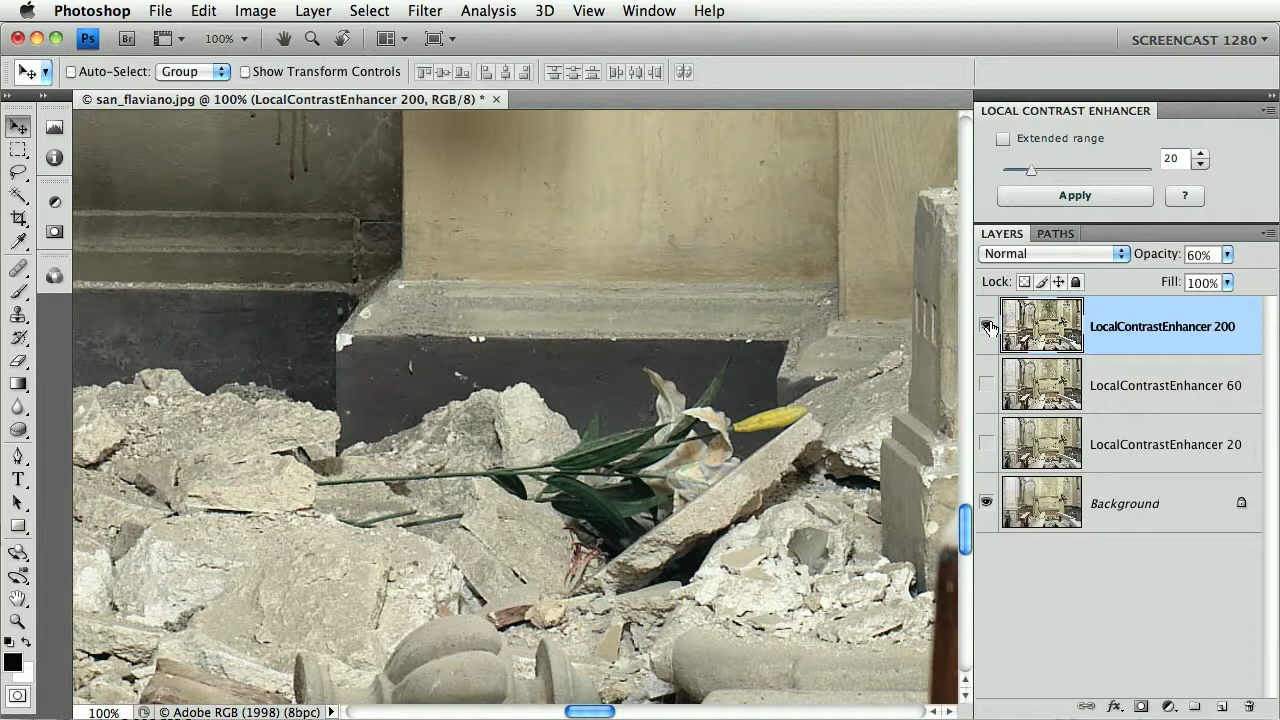 Photoshop File Edit Image Layer Select Filter Analysis 3D View Window Help
Ps Br 100% SCREENCAST 1280
Auto-Select: Group Show Transform Controls
© san_flaviano.jpg @ 100% (LocalContrastEnhancer 200, RGB/8) *
LOCAL CONTRAST ENHANCER
Extended range
20
Apply ?
LAYERS PATHS
Normal Opacity: 60%
Lock: Fill: 100%
LocalContrastEnhancer 200
LocalContrastEnhancer 60
LocalContrastEnhancer 20
Background
T
100% © Adobe RGB (1998) (8bpc)